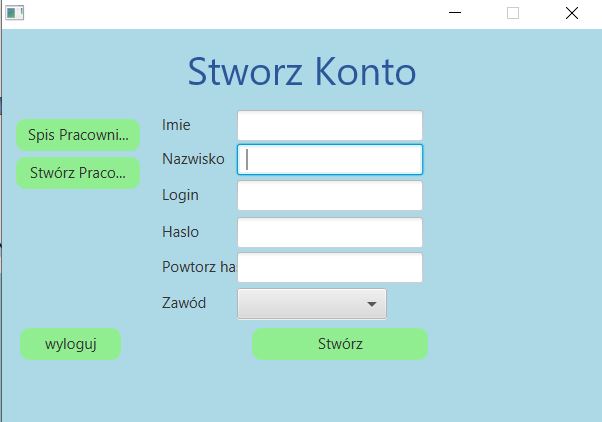 Stworz Konto
Spis Pracowni...
Stwórz Praco...
Imie
Nazwisko
Login
Haslo
Powtorz ha
Zawód
wyloguj
Stwórz